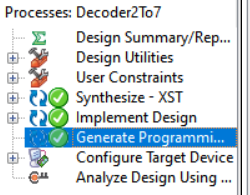 Processes: Decoder2To7
Design Summary/Rep...
Design Utilities
User Constraints
Synthesize - XST
Implement Design
Generate Programmi...
Configure Target Device
Analyze Design Using ...